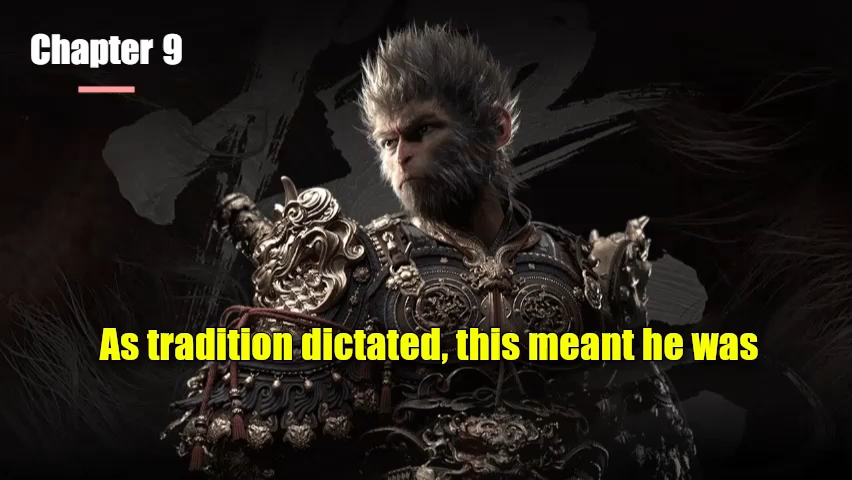 Chapter 9
As tradition dictated, this meant he was